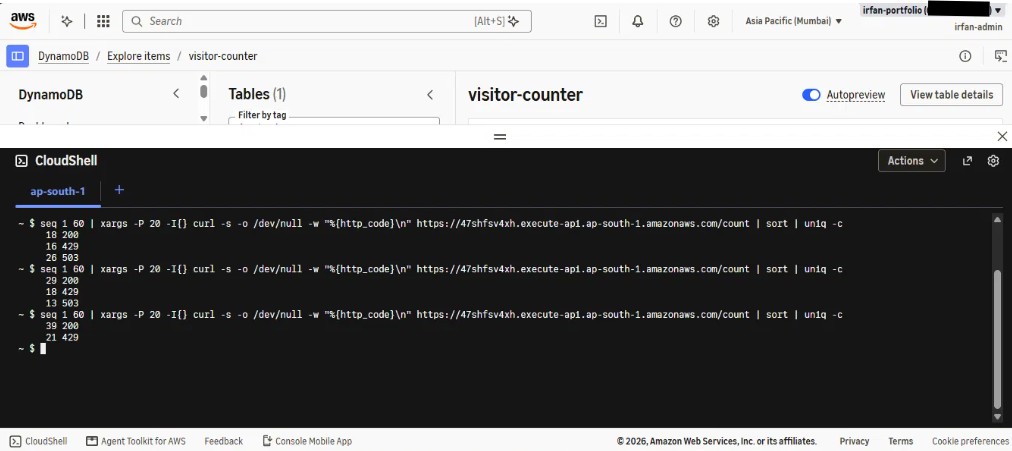 aws
Search [Alt+S]
Asia Pacific (Mumbai)
irfan-portfolio (
irfan-admin
DynamoDB / Explore items / visitor-counter
DynamoDB
Tables (1)
Filter by tag
visitor-counter
Autopreview
View table details
CloudShell
Actions
ap-south-1 +
~ $ seq 1 60 | xargs -P 20 -I{} curl -s -o /dev/null -w "%{http_code}\n" https://47shfsv4xh.execute-api.ap-south-1.amazonaws.com/count | sort | uniq -c
18 200
16 429
26 503
~ $ seq 1 60 | xargs -P 20 -I{} curl -s -o /dev/null -w "%{http_code}\n" https://47shfsv4xh.execute-api.ap-south-1.amazonaws.com/count | sort | uniq -c
29 200
18 429
13 503
~ $ seq 1 60 | xargs -P 20 -I{} curl -s -o /dev/null -w "%{http_code}\n" https://47shfsv4xh.execute-api.ap-south-1.amazonaws.com/count | sort | uniq -c
39 200
21 429
~ $
CloudShell Agent Toolkit for AWS Feedback Console Mobile App © 2026, Amazon Web Services, Inc. or its affiliates. Privacy Terms Cookie preferences